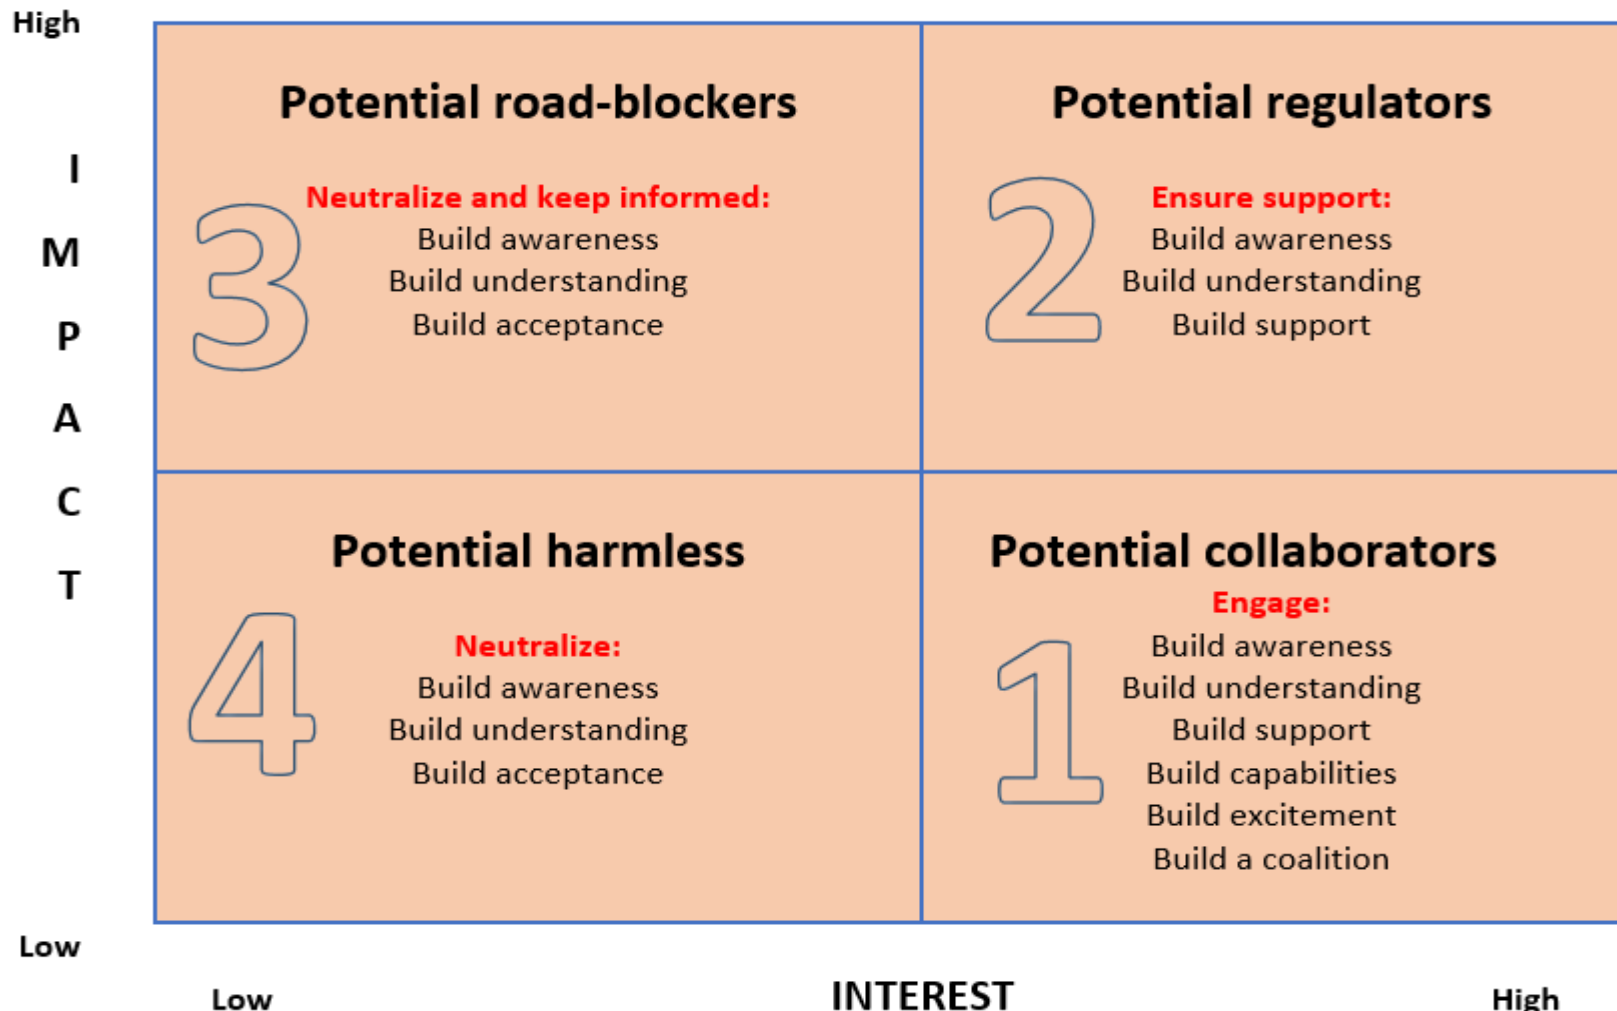 High
I
M
P
A
C
T
Potential road-blockers
3
Neutralize and keep informed:
Build awareness
Build understanding
Build acceptance
Potential regulators
2
Ensure support:
Build awareness
Build understanding
Build support
Potential harmless
4
Neutralize:
Build awareness
Build understanding
Build acceptance
Potential collaborators
1
Engage:
Build awareness
Build understanding
Build support
Build capabilities
Build excitement
Build a coalition
Low
Low
INTEREST
High